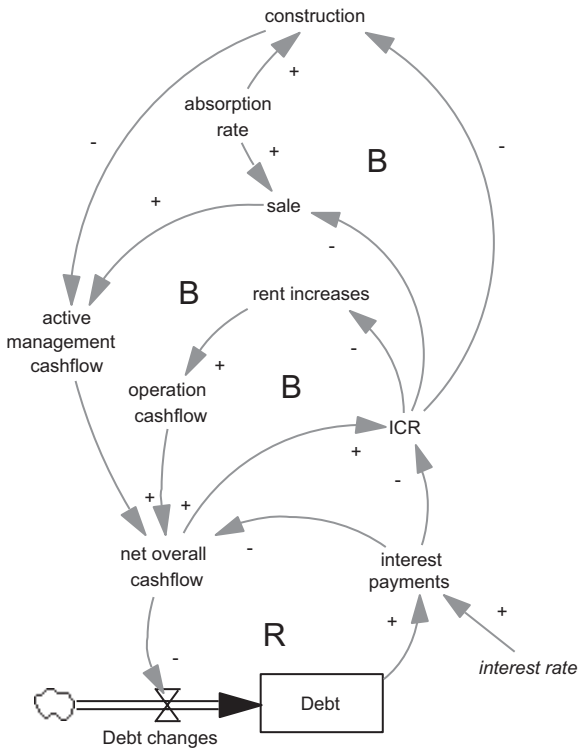 construction
+
absorption
rate
-
+
B
-
+
sale
-
B
rent increases
active
management
cashflow
-
+
operation
cashflow
B
ICR
+
-
+
+
net overall
cashflow
-
interest
payments
R
+
+
-
interest rate
Debt
Debt changes